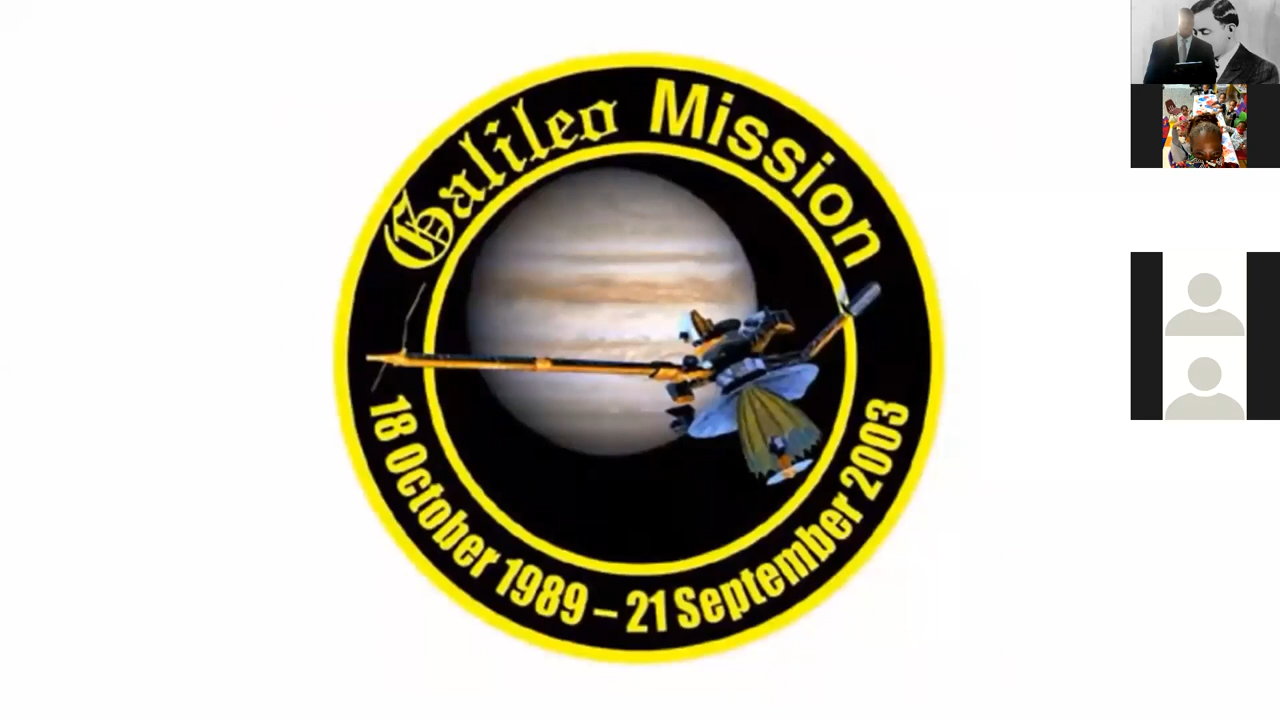 Galileo Mission
18 October 1989 – 21 September 2003